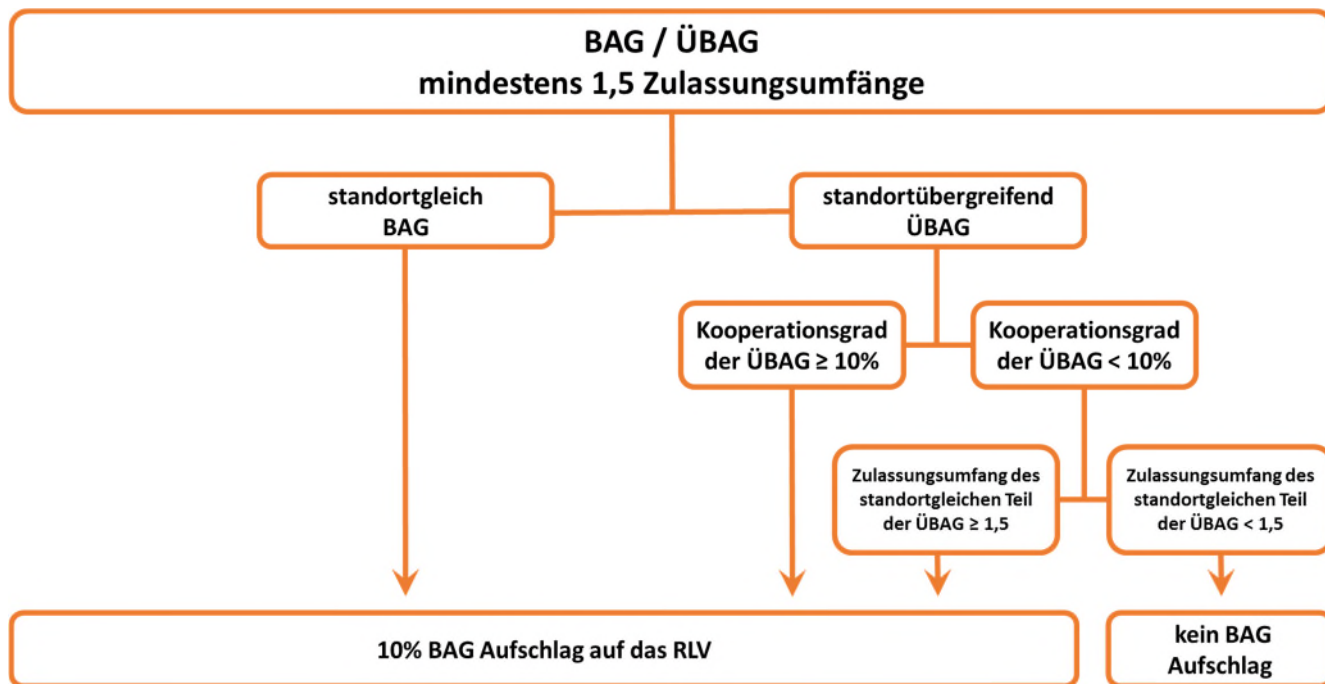 BAG / ÜBAG
mindestens 1,5 Zulassungsumfänge
standortgleich
BAG
standortübergreifend
ÜBAG
Kooperationsgrad
der ÜBAG ≥ 10%
Kooperationsgrad
der ÜBAG < 10%
Zulassungsumfang des
standortgleichen Teil
der ÜBAG ≥ 1,5
Zulassungsumfang des
standortgleichen Teil
der ÜBAG < 1,5
10% BAG Aufschlag auf das RLV
kein BAG
Aufschlag